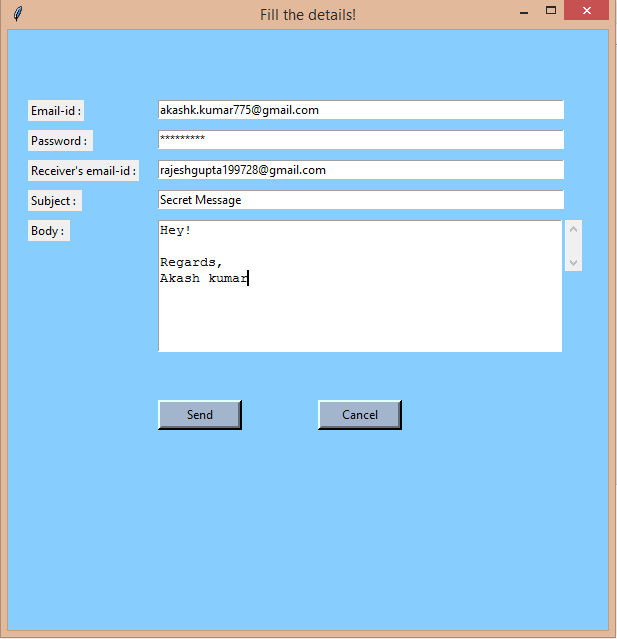 Fill the details!
Email-id : akashk.kumar775@gmail.com
Password : *********
Receiver's email-id : rajeshgupta199728@gmail.com
Subject : Secret Message
Body : Hey!
Regards,
Akash kumar
Send Cancel